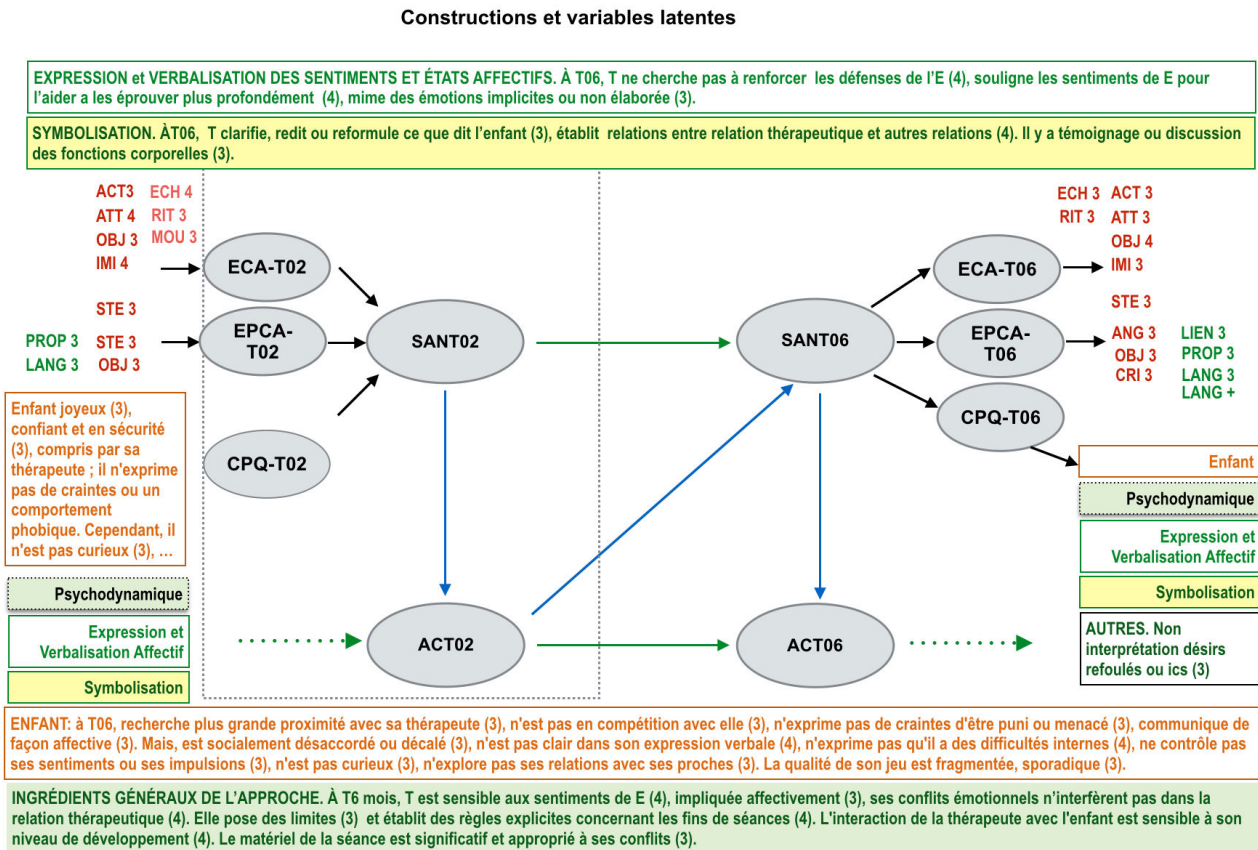 Constructions et variables latentes
EXPRESSION et VERBALISATION DES SENTIMENTS ET ÉTATS AFFECTIFS. À T06, T ne cherche pas à renforcer les défenses de l'E (4), souligne les sentiments de E pour
l'aider a les éprouver plus profondément (4), mime des émotions implicites ou non élaborée (3).
SYMBOLISATION. ÀT06, T clarifie, redit ou reformule ce que dit l'enfant (3), établit relations entre relation thérapeutique et autres relations (4). Il y a témoignage ou discussion
des fonctions corporelles (3).
ACT3 ECH 4
ATT 4 RIT 3
OBJ 3 MOU 3
IMI 4
STE 3
PROP 3 STE 3
LANG 3 OBJ 3
ECA-T02
EPCA-
T02
CPQ-T02
SANT02
SANT06
ECA-T06
EPCA-
T06
CPQ-T06
ECH 3 ACT 3
RIT 3 ATT 3
OBJ 4
IMI 3
STE 3
ANG 3 LIEN 3
OBJ 3 PROP 3
CRI 3 LANG 3
LANG +
Enfant joyeux (3),
confiant et en sécurité
(3), compris par sa
thérapeute ; il n'exprime
pas de craintes ou un
comportement
phobique. Cependant, il
n'est pas curieux (3), ...
Psychodynamique
Expression et
Verbalisation Affectif
Symbolisation
ACT02
ACT06
Enfant
Psychodynamique
Expression et
Verbalisation Affectif
Symbolisation
AUTRES. Non
interprétation désirs
refoulés ou ics (3)
ENFANT: à T06, recherche plus grande proximité avec sa thérapeute (3), n'est pas en compétition avec elle (3), n'exprime pas de craintes d'être puni ou menacé (3), communique de
façon affective (3). Mais, est socialement désaccordé ou décalé (3), n'est pas clair dans son expression verbale (4), n'exprime pas qu'il a des difficultés internes (4), ne contrôle pas
ses sentiments ou ses impulsions (3), n'est pas curieux (3), n'explore pas ses relations avec ses proches (3). La qualité de son jeu est fragmentée, sporadique (3).
INGRÉDIENTS GÉNÉRAUX DE L'APPROCHE. À T6 mois, T est sensible aux sentiments de E (4), impliquée affectivement (3), ses conflits émotionnels n'interfèrent pas dans la
relation thérapeutique (4). Elle pose des limites (3) et établit des règles explicites concernant les fins de séances (4). L'interaction de la thérapeute avec l'enfant est sensible à son
niveau de développement (4). Le matériel de la séance est significatif et approprié à ses conflits (3).